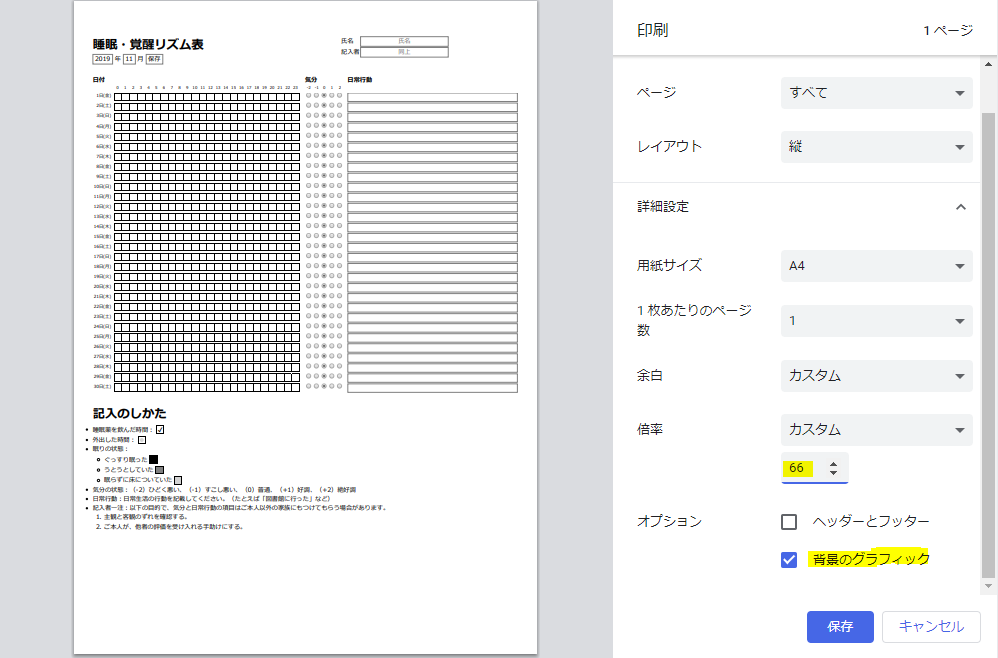 睡眠・覚醒リズム表
2019 年 11 月 保存
氏名 氏名
記入者 同上
日付 気分 日常行動
0 1 2 3 4 5 6 7 8 9 10 11 12 13 14 15 16 17 18 19 20 21 22 23 -2 -1 0 1 2
1日(金)
2日(土)
3日(日)
4日(月)
5日(火)
6日(水)
7日(木)
8日(金)
9日(土)
10日(日)
11日(月)
12日(火)
13日(水)
14日(木)
15日(金)
16日(土)
17日(日)
18日(月)
19日(火)
20日(水)
21日(木)
22日(金)
23日(土)
24日(日)
25日(月)
26日(火)
27日(水)
28日(木)
29日(金)
30日(土)
記入のしかた
睡眠薬を飲んだ時間：
外出した時間：
眠りの状態：
ぐっすり眠った
うとうとしていた
眠らずに床についていた
気分の状態：（-2）ひどく悪い、（-1）すこし悪い、（0）普通、（+1）好調、（+2）絶好調
日常行動：日常生活の行動を記載してください。（たとえば「図書館に行った」など）
記入者一注：以下の目的で、気分と日常行動の項目はご本人以外の家族にもつけてもらう場合があります。
1. 主観と客観のずれを確認する。
2. ご本人が、他者の評価を受け入れる手助けにする。
印刷 1 ページ
ページ すべて
レイアウト 縦
詳細設定
用紙サイズ A4
1 枚あたりのページ
数 1
余白 カスタム
倍率 カスタム
66
オプション ヘッダーとフッター
背景のグラフィック
保存 キャンセル